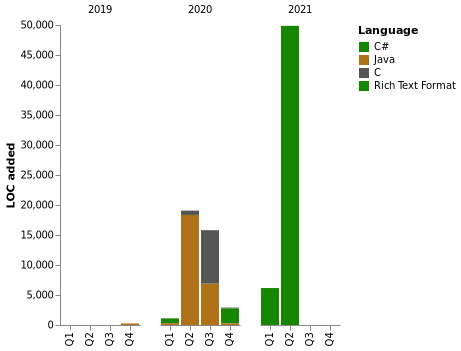 2019 2020 2021
Language
C#
Java
C
Rich Text Format
LOC added
50,000
45,000
40,000
35,000
30,000
25,000
20,000
15,000
10,000
5,000
0
Q1 Q2 Q3 Q4 Q1 Q2 Q3 Q4 Q1 Q2 Q3 Q4